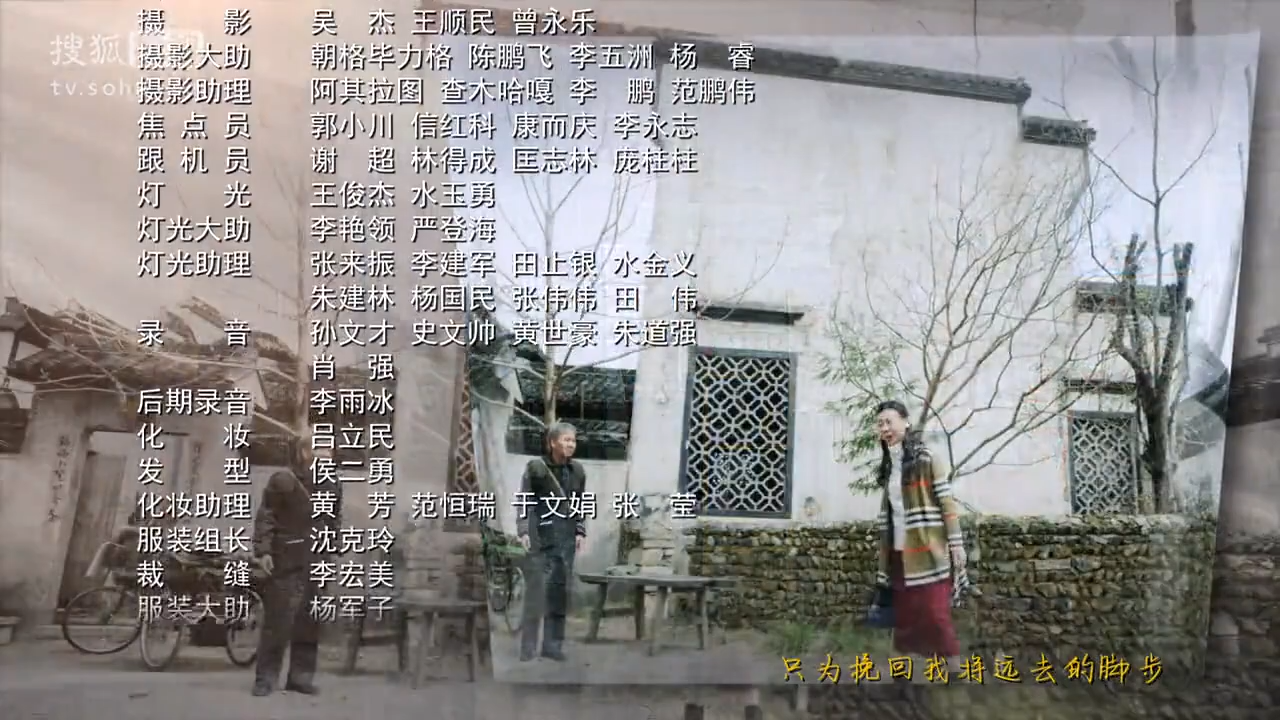 摄 影 吴 杰 王顺民 曾永乐
搜狐
摄影大助 朝格毕力格 陈鹏飞 李五洲 杨 睿
tv.soh
摄影助理 阿其拉图 查木哈嘎 李 鹏 范鹏伟
焦 点 员 郭小川 信红科 康而庆 李永志
跟 机 员 谢 超 林得成 匡志林 庞柱柱
灯 光 王俊杰 水玉勇
灯光大助 李艳领 严登海
灯光助理 张来振 李建军 田止银 水金义
朱建林 杨国民 张伟伟 田 伟
录 音 孙文才 史文帅 黄世豪 朱道强
肖 强
后期录音 李雨冰
化 妆 吕立民
发 型 侯二勇
化妆助理 黄 芳 范恒瑞 于文娟 张 莹
服装组长 沈克玲
裁 缝 李宏美
服装大助 杨军子
只为挽回我将远去的脚步